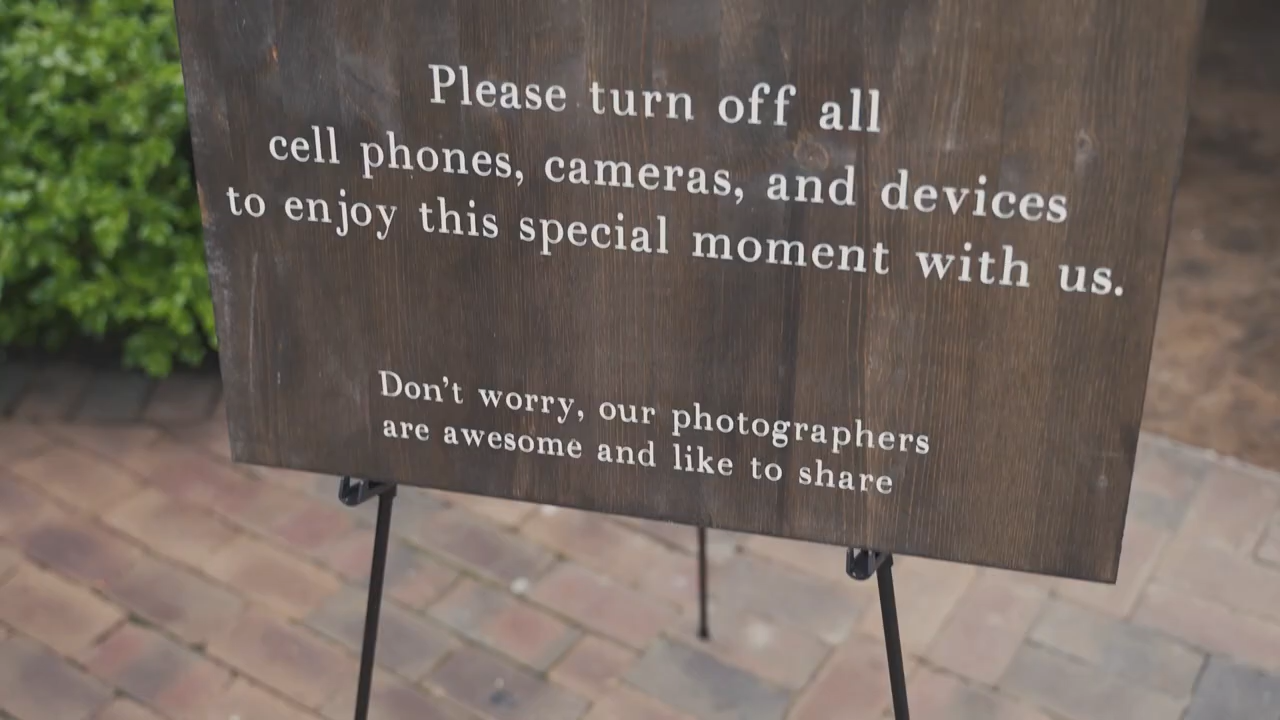 Please turn off all
cell phones, cameras, and devices
to enjoy this special moment with us.
Don't worry, our photographers
are awesome and like to share